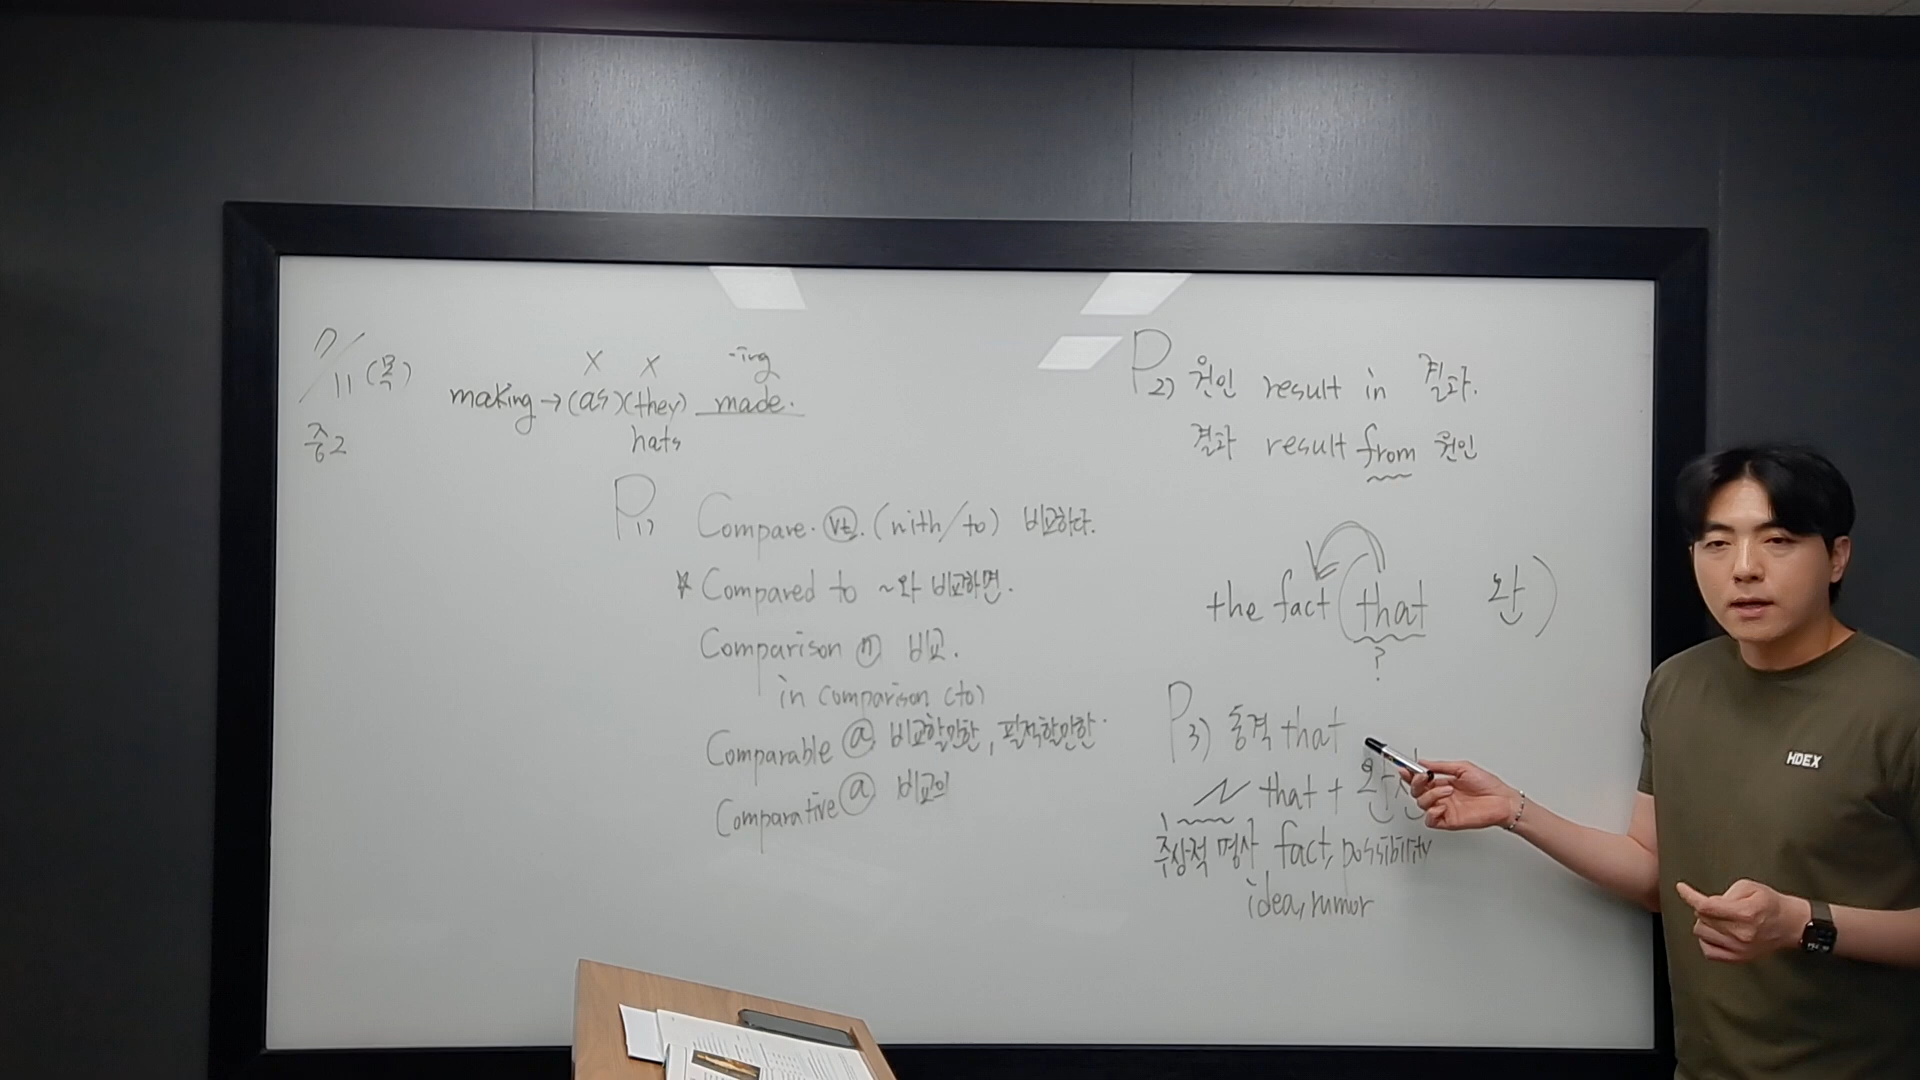 7/11 (목)
중2
X X -ing
making → (as) (they) made.
hats
P1) Compare. vt. (with/to) 비교하다.
* Compared to ~와 비교하면.
Comparison n 비교.
in comparison (to)
Comparable a 비교할만한, 필적할만한.
Comparative a 비교의
P2) 원인 result in 결과.
결과 result from 원인
the fact (that 완)
?
P3) 동격 that
N that + 완전
추상적 명사 fact, possibility
idea, rumor
HDEX